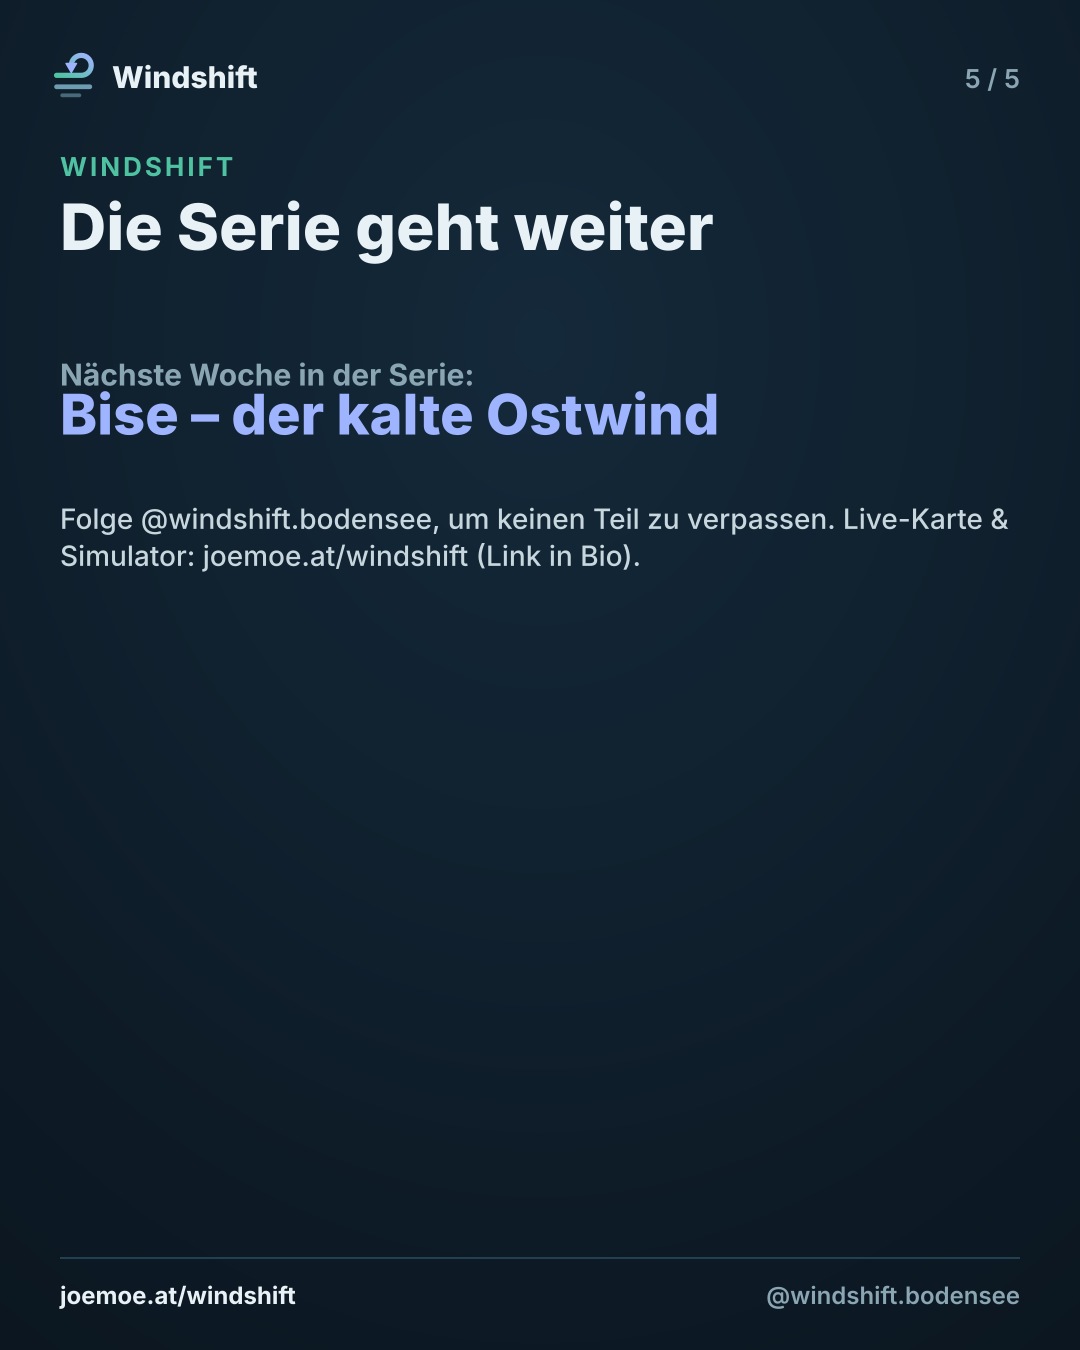 Windshift
5 / 5
WINDSHIFT
Die Serie geht weiter
Nächste Woche in der Serie:
Bise – der kalte Ostwind
Folge @windshift.bodensee, um keinen Teil zu verpassen. Live-Karte &
Simulator: joemoe.at/windshift (Link in Bio).
joemoe.at/windshift
@windshift.bodensee